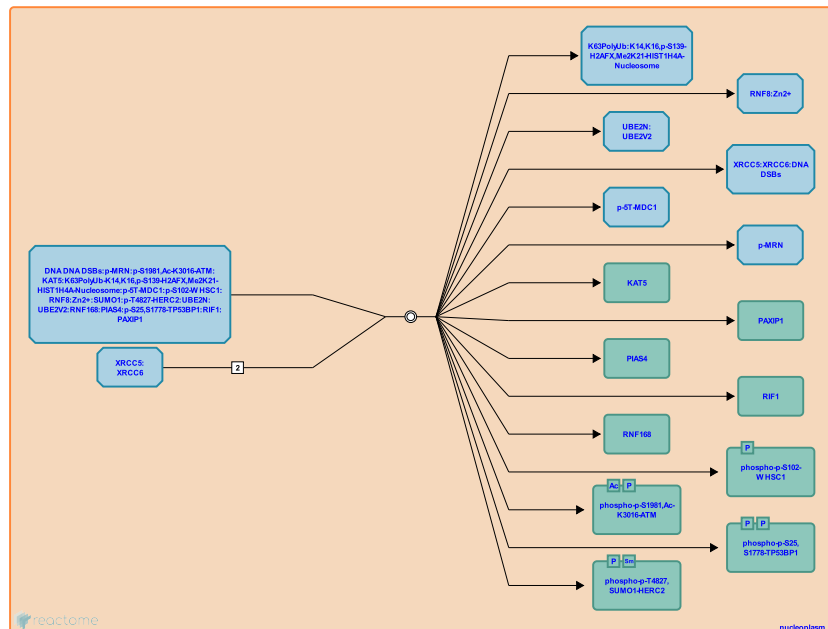 K63PolyUb:K14,K16,p-S139-
H2AFX,Me2K21-HIST1H4A-
Nucleosome
RNF8:Zn2+
UBE2N:
UBE2V2
XRCC5:XRCC6:DNA
DSBs
p-5T-MDC1
p-MRN
DNA DNA DSBs:p-MRN:p-S1981,Ac-K3016-ATM:
KAT5:K63PolyUb-K14,K16,p-S139-H2AFX,Me2K21-
HIST1H4A-Nucleosome:p-5T-MDC1:p-S102-WHSC1:
RNF8:Zn2+:SUMO1:p-T4827-HERC2:UBE2N:
UBE2V2:RNF168:PIAS4:p-S25,S1778-TP53BP1:RIF1:
PAXIP1
KAT5
PAXIP1
XRCC5:
XRCC6
2
PIAS4
RIF1
RNF168
P
phospho-p-S102-
WHSC1
Ac P
phospho-p-S1981,Ac-
K3016-ATM
P P
phospho-p-S25,
S1778-TP53BP1
P Sm
phospho-p-T4827,
SUMO1-HERC2
reactome
nucleoplasm